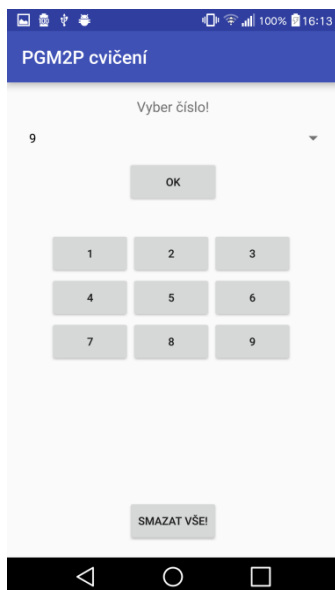 100% 16:13
PGM2P cvičení
Vyber číslo!
9
OK
1 2 3
4 5 6
7 8 9
SMAZAT VŠE!